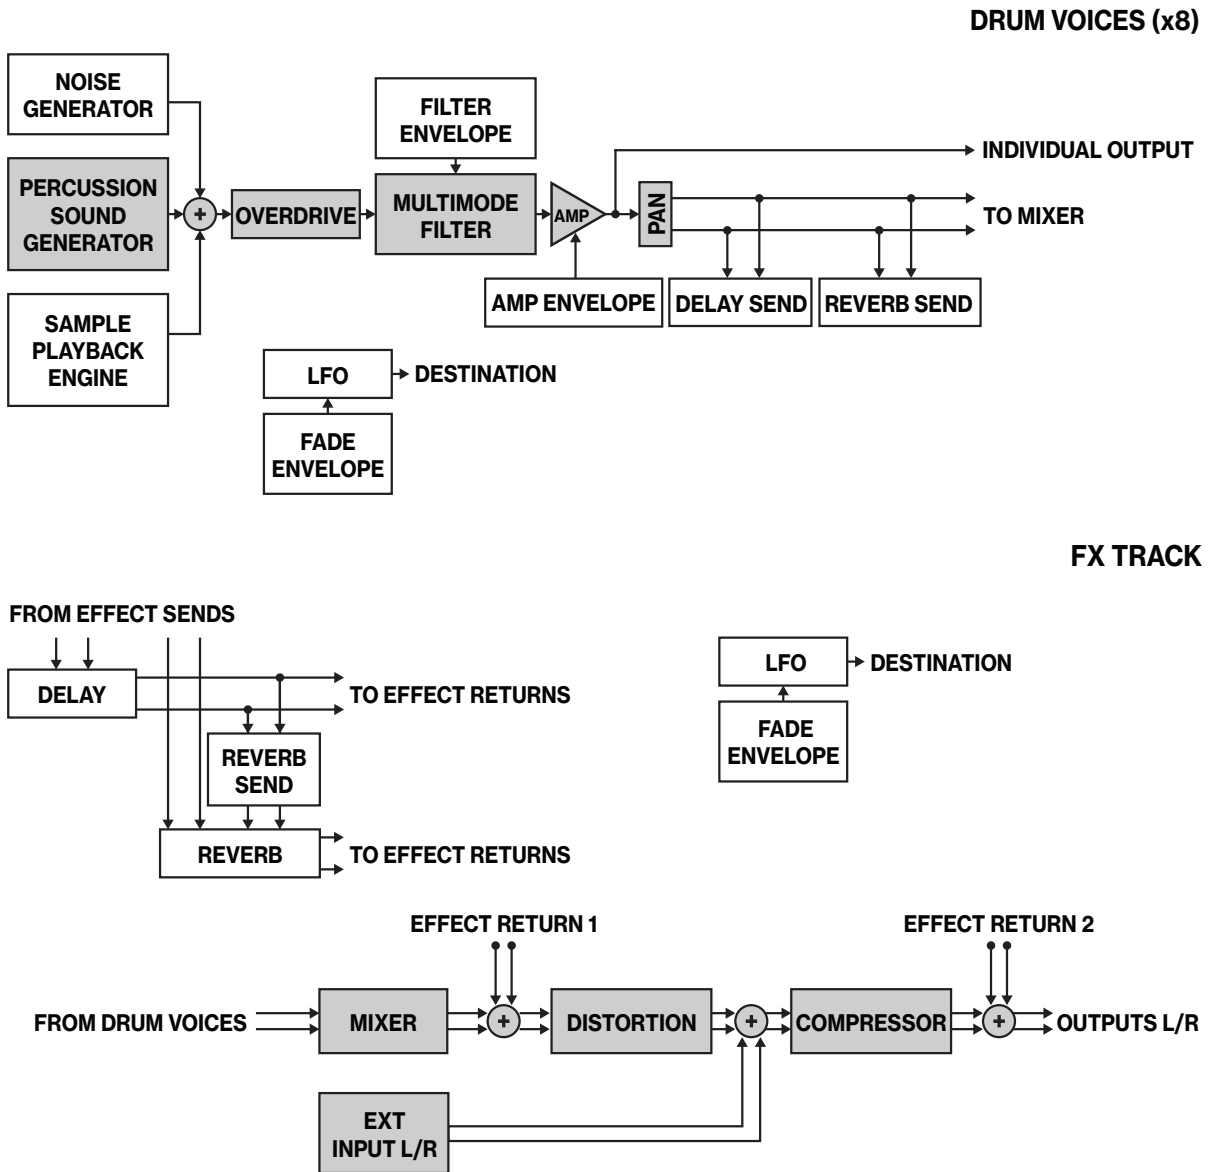 DRUM VOICES (x8)
NOISE
GENERATOR
PERCUSSION
SOUND
GENERATOR
SAMPLE
PLAYBACK
ENGINE
+
OVERDRIVE
FILTER
ENVELOPE
MULTIMODE
FILTER
AMP
AMP ENVELOPE
PAN
INDIVIDUAL OUTPUT
TO MIXER
DELAY SEND
REVERB SEND
LFO
DESTINATION
FADE
ENVELOPE
FX TRACK
FROM EFFECT SENDS
DELAY
TO EFFECT RETURNS
REVERB
SEND
REVERB
TO EFFECT RETURNS
LFO
DESTINATION
FADE
ENVELOPE
EFFECT RETURN 1
EFFECT RETURN 2
FROM DRUM VOICES
MIXER
+
DISTORTION
+
COMPRESSOR
+
OUTPUTS L/R
EXT
INPUT L/R